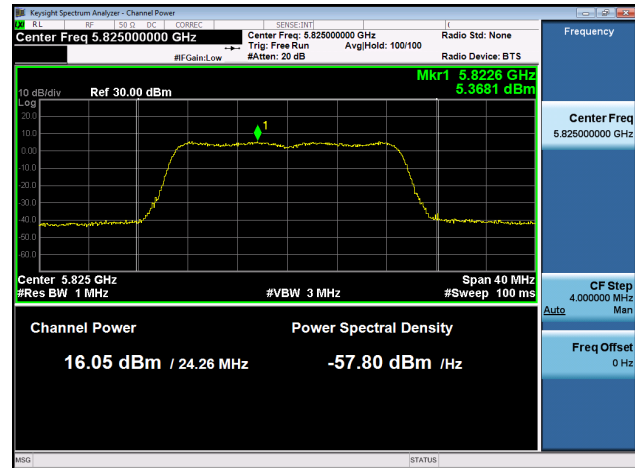 Keysight Spectrum Analyzer - Channel Power
RL RF 50 Ω DC CORREC SENSE:INT
Center Freq 5.825000000 GHz
#IFGain:Low
Center Freq: 5.825000000 GHz
Trig: Free Run Avg|Hold: 100/100
#Atten: 20 dB
Radio Std: None
Radio Device: BTS
Mkr1 5.8226 GHz
5.3681 dBm
10 dB/div Ref 30.00 dBm
Log
20.0
10.0
0.00
-10.0
-20.0
-30.0
-40.0
-50.0
-60.0
1
Center 5.825 GHz Span 40 MHz
#Res BW 1 MHz #VBW 3 MHz #Sweep 100 ms
Channel Power Power Spectral Density
16.05 dBm / 24.26 MHz -57.80 dBm /Hz
MSG STATUS
Frequency
Center Freq
5.825000000 GHz
CF Step
4.000000 MHz
Auto Man
Freq Offset
0 Hz